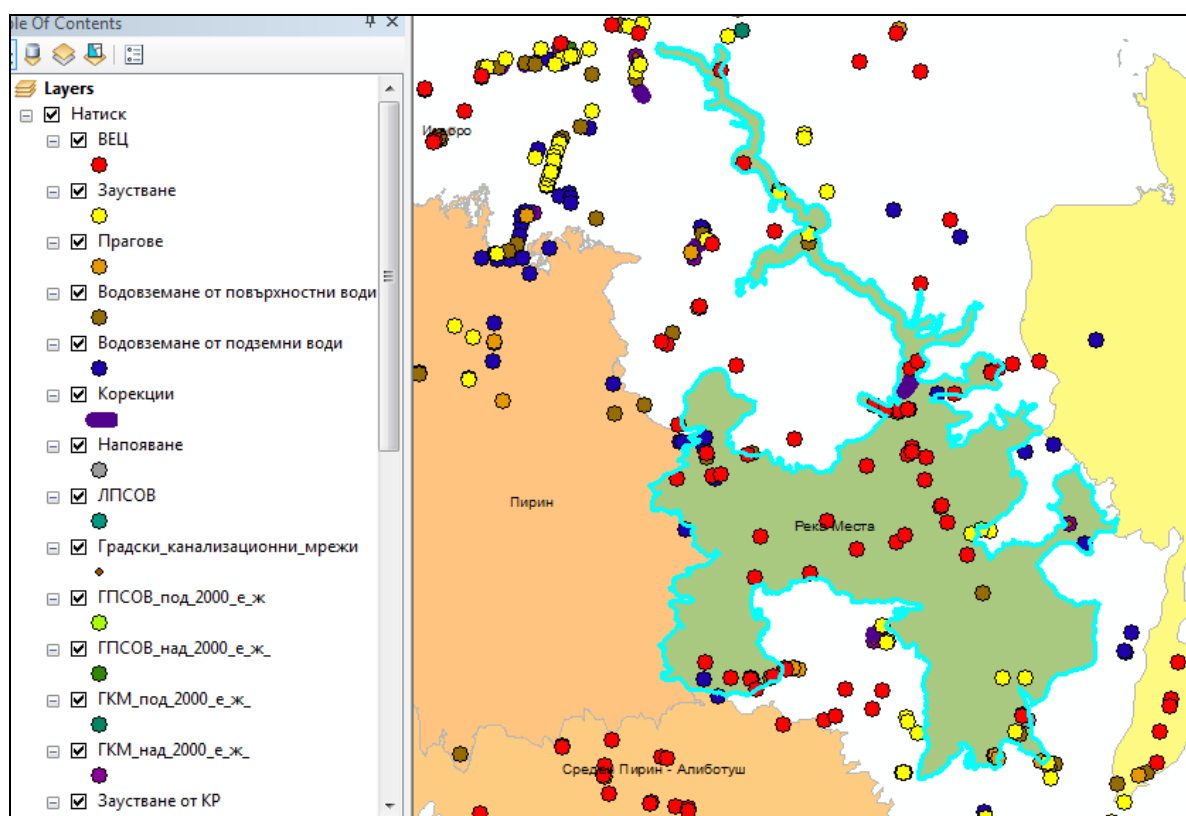 le Of Contents
Layers
Натиск
ВЕЦ
Заустване
Прагове
Водовземане от повърхностни води
Водовземане от подземни води
Корекции
Напояване
ЛПСОВ
Градски_канализационни_мрежи
ГПСОВ_под_2000_е_ж
ГПСОВ_над_2000_е_ж_
ГКМ_под_2000_е_ж_
ГКМ_над_2000_е_ж_
Заустване от КР
Пирин
Река Места
Среден Пирин - Алиботуш